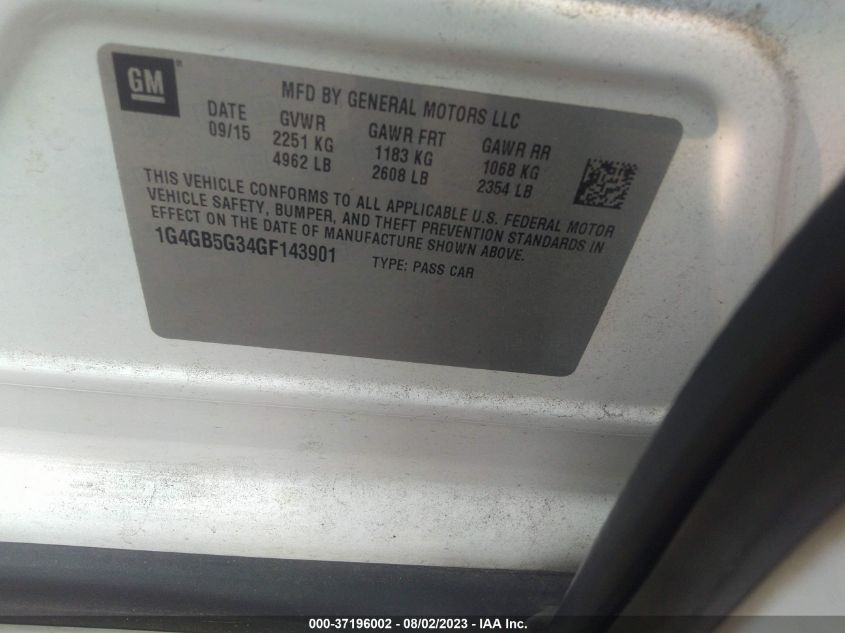 GM
MFD BY GENERAL MOTORS LLC
DATE GVWR GAWR FRT GAWR RR
09/15 2251 KG 1183 KG 1068 KG
4962 LB 2608 LB 2354 LB
THIS VEHICLE CONFORMS TO ALL APPLICABLE U.S. FEDERAL MOTOR
VEHICLE SAFETY, BUMPER, AND THEFT PREVENTION STANDARDS IN
EFFECT ON THE DATE OF MANUFACTURE SHOWN ABOVE.
1G4GB5G34GF143901 TYPE: PASS CAR
000-37196002 - 08/02/2023 - IAA Inc.